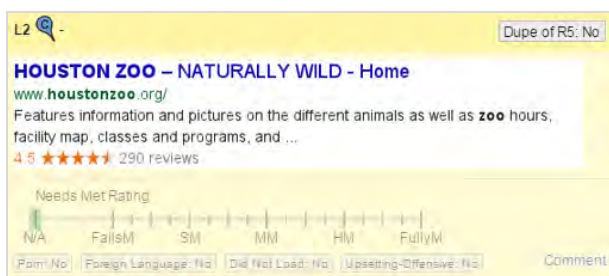 L2 C - Dupe of R5: No
HOUSTON ZOO – NATURALLY WILD - Home
www.houstonzoo.org/
Features information and pictures on the different animals as well as zoo hours,
facility map, classes and programs, and ...
4.5 ★★★★★ 290 reviews
Needs Met Rating
N/A FailsM SM MM HM FullyM
Porn: No Foreign Language: No Did Not Load: No Upsetting-Offensive: No Comment